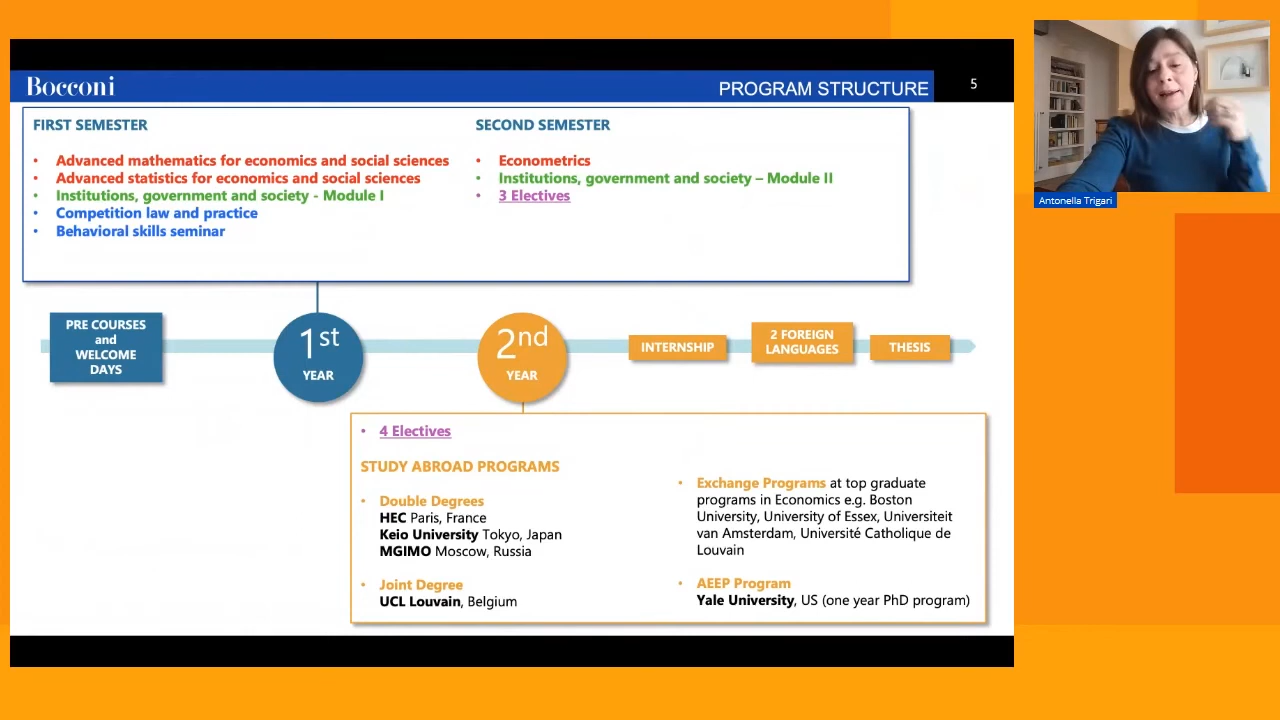 Bocconi
PROGRAM STRUCTURE
5
FIRST SEMESTER
• Advanced mathematics for economics and social sciences
• Advanced statistics for economics and social sciences
• Institutions, government and society - Module I
• Competition law and practice
• Behavioral skills seminar
SECOND SEMESTER
• Econometrics
• Institutions, government and society – Module II
• 3 Electives
PRE COURSES
and
WELCOME
DAYS
1st
YEAR
2nd
YEAR
INTERNSHIP
2 FOREIGN
LANGUAGES
THESIS
• 4 Electives
STUDY ABROAD PROGRAMS
• Double Degrees
HEC Paris, France
Keio University Tokyo, Japan
MGIMO Moscow, Russia
• Joint Degree
UCL Louvain, Belgium
• Exchange Programs at top graduate
programs in Economics e.g. Boston
University, University of Essex, Universiteit
van Amsterdam, Université Catholique de
Louvain
• AEEP Program
Yale University, US (one year PhD program)
Antonella Trigari